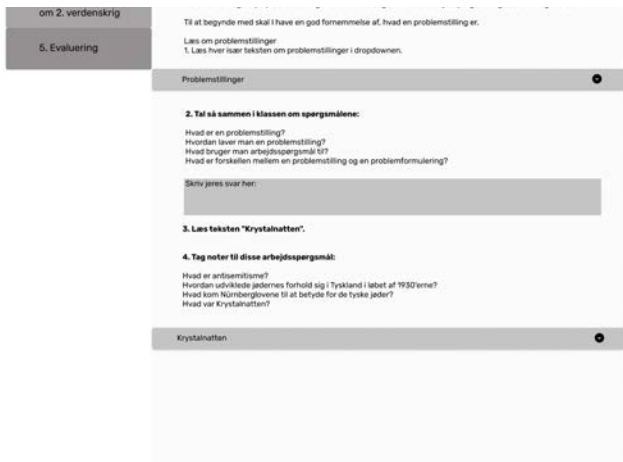 om 2. verdenskrig
5. Evaluering
Til at begynde med skal I have en god fornemmelse af, hvad en problemstilling er.
Læs om problemstillinger
1. Læs hver især teksten om problemstillinger i dropdownen.
Problemstillinger
2. Tal så sammen i klassen om spørgsmålene:
Hvad er en problemstilling?
Hvordan laver man en problemstilling?
Hvad bruger man arbejdsspørgsmål til?
Hvad er forskellen mellem en problemstilling og en problemformulering?
Skriv jeres svar her:
3. Læs teksten "Krystalnatten".
4. Tag noter til disse arbejdsspørgsmål:
Hvad er antisemitisme?
Hvordan udviklede jødernes forhold sig i Tyskland i løbet af 1930'erne?
Hvad kom Nürnberglovene til at betyde for de tyske jøder?
Hvad var Krystalnatten?
Krystalnatten